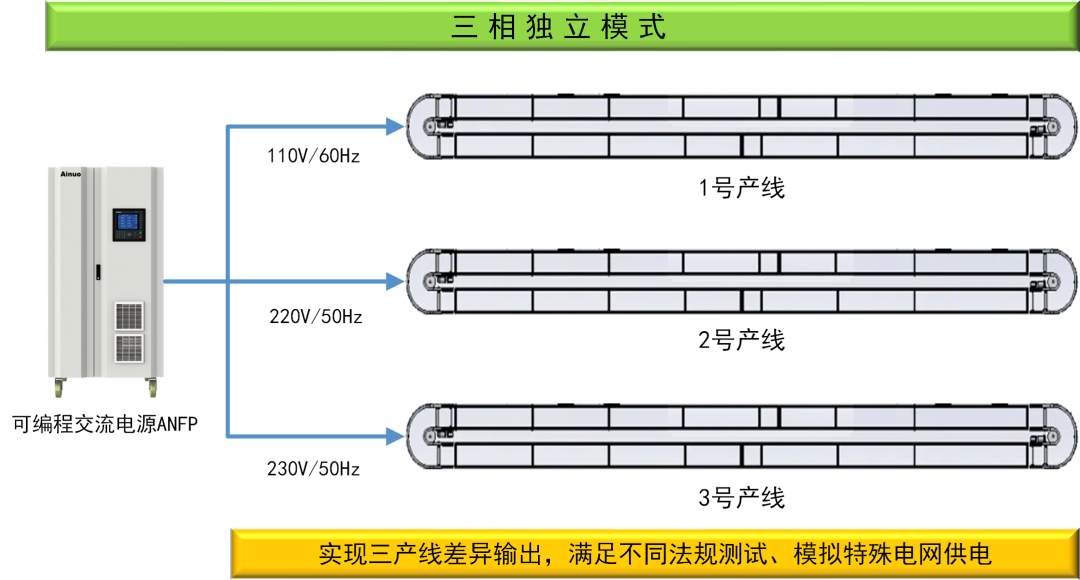 三相独立模式
110V/60Hz
1号产线
Ainuo
220V/50Hz
2号产线
可编程交流电源ANFP
230V/50Hz
3号产线
实现三产线差异输出，满足不同法规测试、模拟特殊电网供电